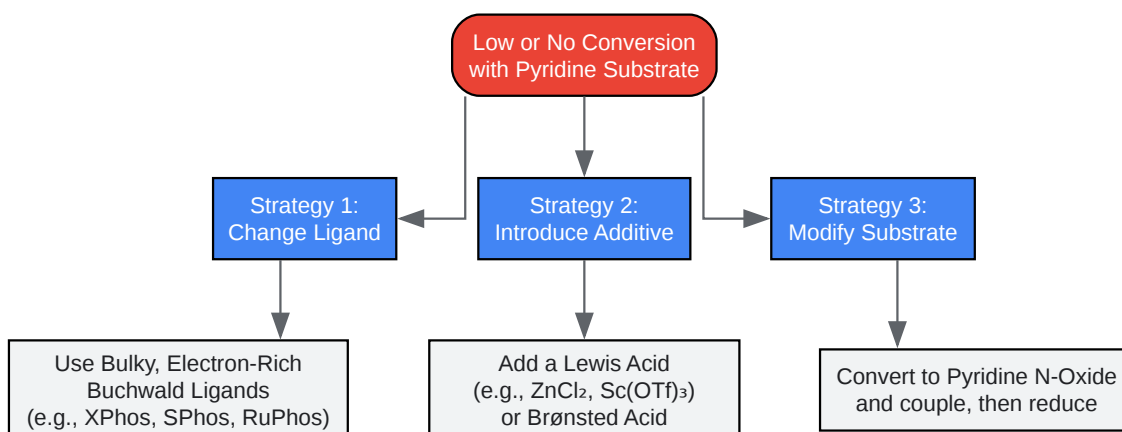 Low or No Conversion
with Pyridine Substrate
Strategy 1:
Change Ligand
Strategy 2:
Introduce Additive
Strategy 3:
Modify Substrate
Use Bulky, Electron-Rich
Buchwald Ligands
(e.g., XPhos, SPhos, RuPhos)
Add a Lewis Acid
(e.g., ZnCl₂, Sc(OTf)₃)
or Brønsted Acid
Convert to Pyridine N-Oxide
and couple, then reduce